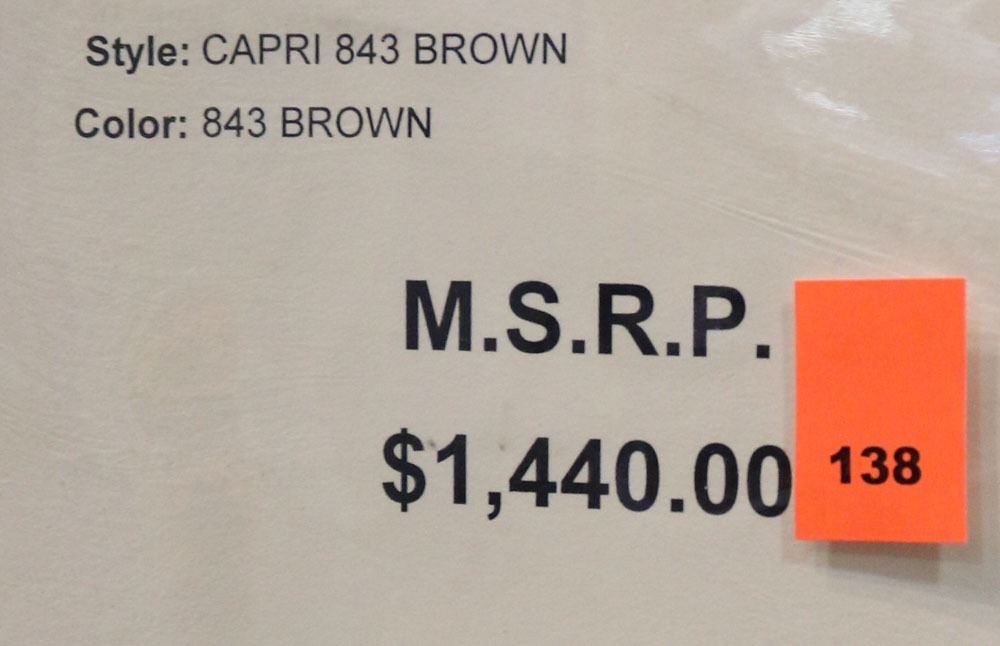 Style: CAPRI 843 BROWN
Color: 843 BROWN
M.S.R.P.
$1,440.00
138